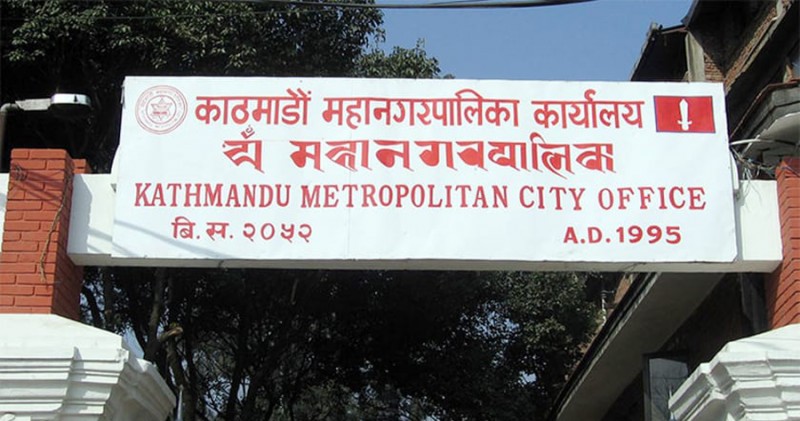 काठमाडौं महानगरपालिका कार्यालय
KATHMANDU METROPOLITAN CITY OFFICE
बि.स. २०५२
A.D. 1995